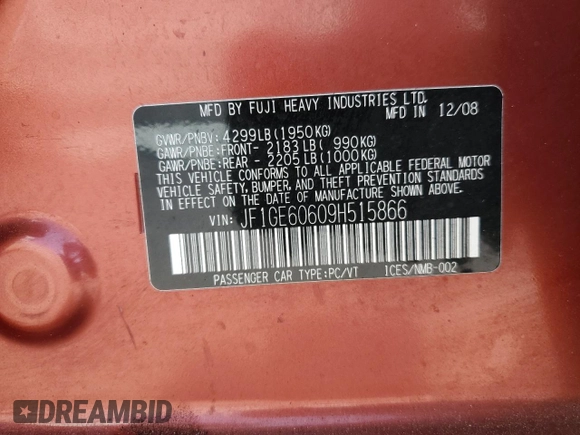 MFD BY FUJI HEAVY INDUSTRIES LTD.
DATE OF MFR 12/08
GVWR/PNBV: 4299LB(1950KG)
GAWR/PNBE:FRONT- 2183LB( 990KG)
GAWR/PNBE:REAR - 2205LB(1000KG)
THIS VEHICLE CONFORMS TO ALL APPLICABLE FEDERAL MOTOR
VEHICLE SAFETY, BUMPER, AND THEFT PREVENTION STANDARDS
IN EFFECT ON THE DATE OF MANUFACTURE SHOWN ABOVE.
VIN: JF1GE60609H515866
PASSENGER CAR TYPE:PC/VT ICES/NMB-002
DREAMBID